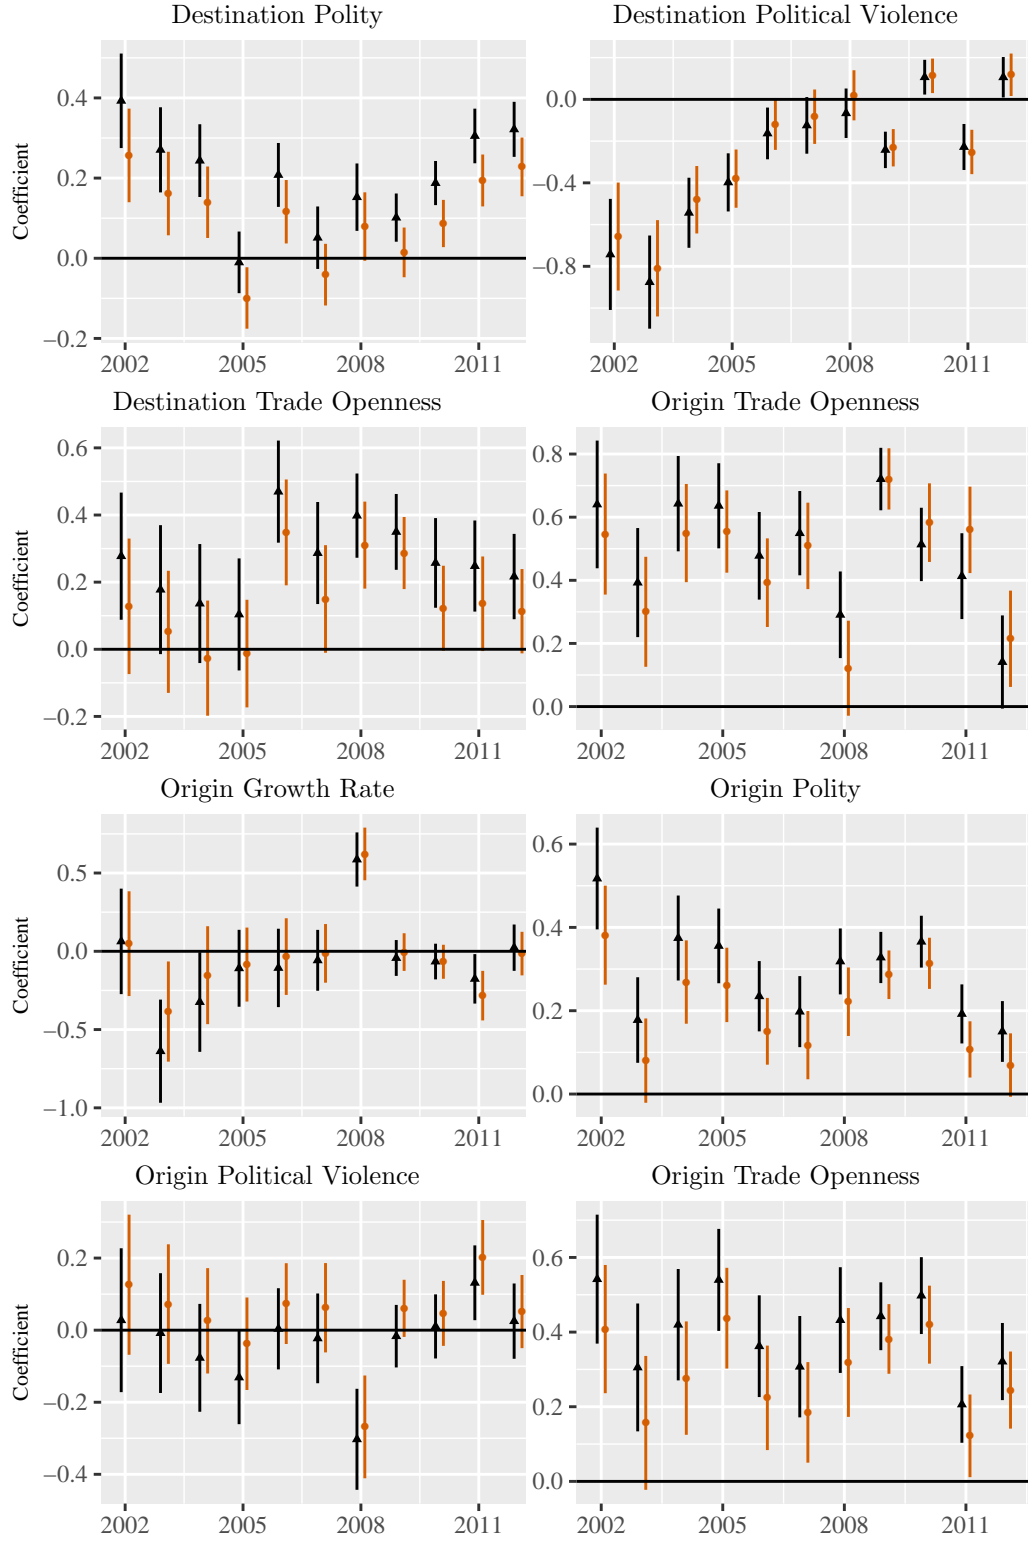 Destination Polity
Destination Political Violence
0.4
0.2
0.0
−0.2
Coefficient
2002 2005 2008 2011
0.0
−0.4
−0.8
2002 2005 2008 2011
Destination Trade Openness
Origin Trade Openness
0.6
0.4
0.2
0.0
−0.2
Coefficient
2002 2005 2008 2011
0.8
0.6
0.4
0.2
0.0
2002 2005 2008 2011
Origin Growth Rate
Origin Polity
0.5
0.0
−0.5
−1.0
Coefficient
2002 2005 2008 2011
0.6
0.4
0.2
0.0
2002 2005 2008 2011
Origin Political Violence
Origin Trade Openness
0.2
0.0
−0.2
−0.4
Coefficient
2002 2005 2008 2011
0.6
0.4
0.2
0.0
2002 2005 2008 2011